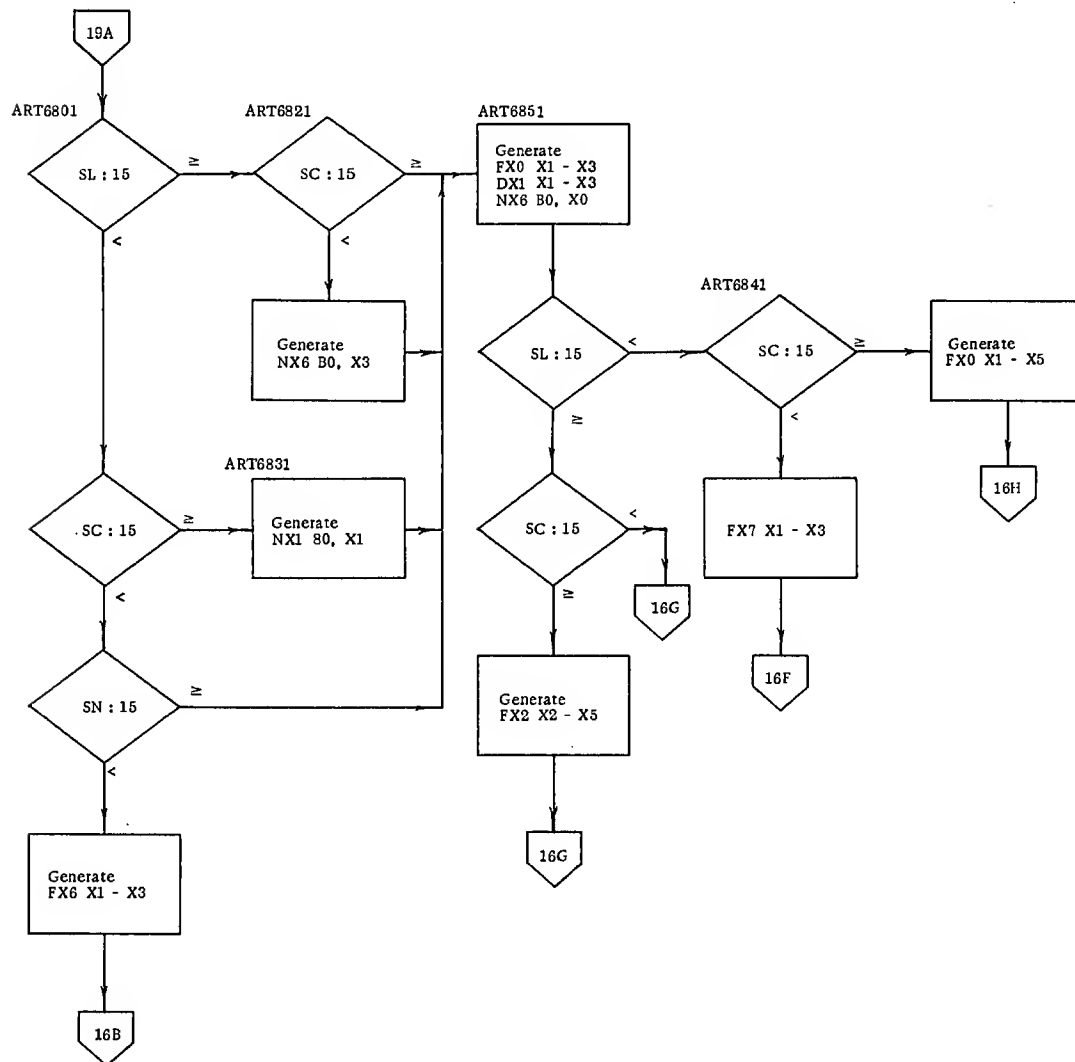 19A
ART6801
ART6821
ART6851
SL : 15
≥
SC : 15
≥
Generate
FX0 X1 - X3
DX1 X1 - X3
NX6 B0, X0
<
<
ART6841
Generate
NX6 B0, X3
SL : 15
<
SC : 15
≥
Generate
FX0 X1 - X5
≥
<
ART6831
SC : 15
≥
Generate
NX1 80, X1
SC : 15
<
FX7 X1 - X3
16H
<
≥
16G
SN : 15
≥
Generate
FX2 X2 - X5
16F
<
Generate
FX6 X1 - X3
16G
16B